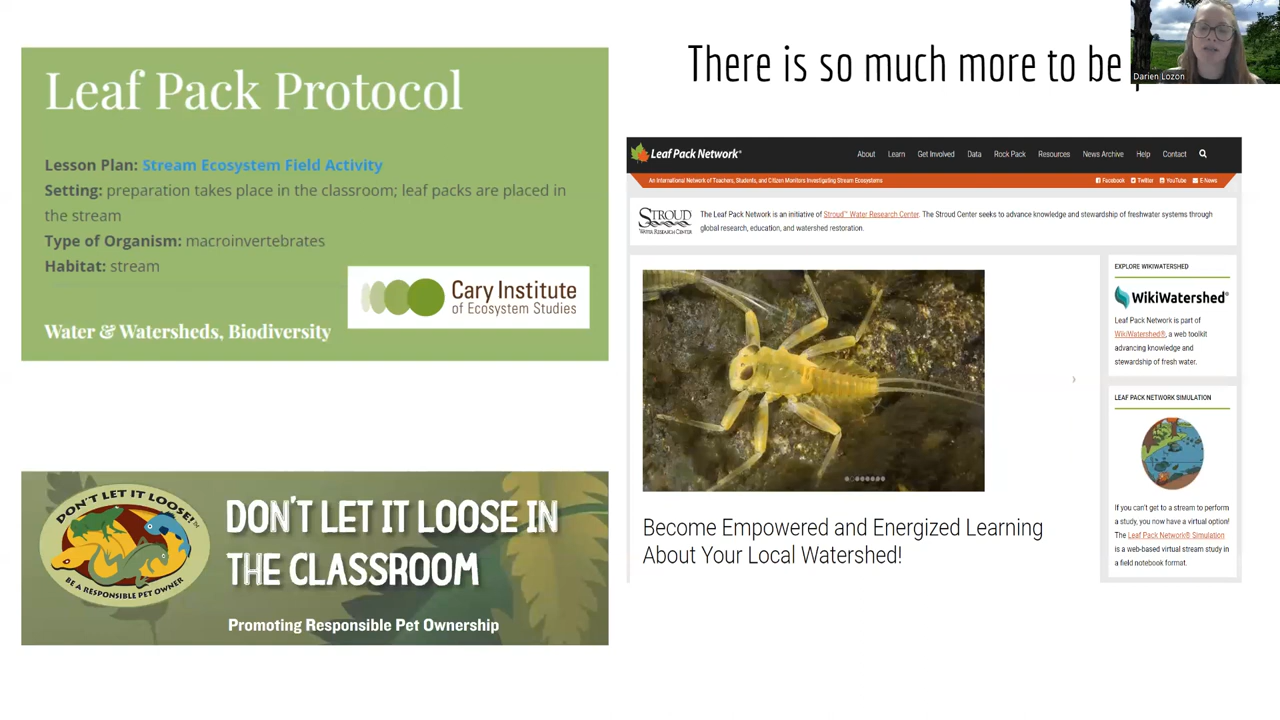 There is so much more to be
Darien Lozon
Leaf Pack Protocol
Lesson Plan: Stream Ecosystem Field Activity
Setting: preparation takes place in the classroom; leaf packs are placed in
the stream
Type of Organism: macroinvertebrates
Habitat: stream
Cary Institute
of Ecosystem Studies
Water & Watersheds, Biodiversity
DON'T LET IT LOOSE!™
BE A RESPONSIBLE PET OWNER
DON'T LET IT LOOSE IN
THE CLASSROOM
Promoting Responsible Pet Ownership
Leaf Pack Network®
About Learn Get Involved Data Rock Pack Resources News Archive Help Contact
An International Network of Teachers, Students, and Citizen Monitors Investigating Stream Ecosystems
Facebook Twitter YouTube E-News
STROUD
WATER RESEARCH CENTER
The Leaf Pack Network is an initiative of Stroud™ Water Research Center. The Stroud Center seeks to advance knowledge and stewardship of freshwater systems through
global research, education, and watershed restoration.
Become Empowered and Energized Learning
About Your Local Watershed!
EXPLORE WIKIWATERSHED
WikiWatershed®
Leaf Pack Network is part of
WikiWatershed®, a web toolkit
advancing knowledge and
stewardship of fresh water.
LEAF PACK NETWORK SIMULATION
If you can't get to a stream to perform
a study, you now have a virtual option!
The Leaf Pack Network® Simulation
is a web-based virtual stream study in
a field notebook format.